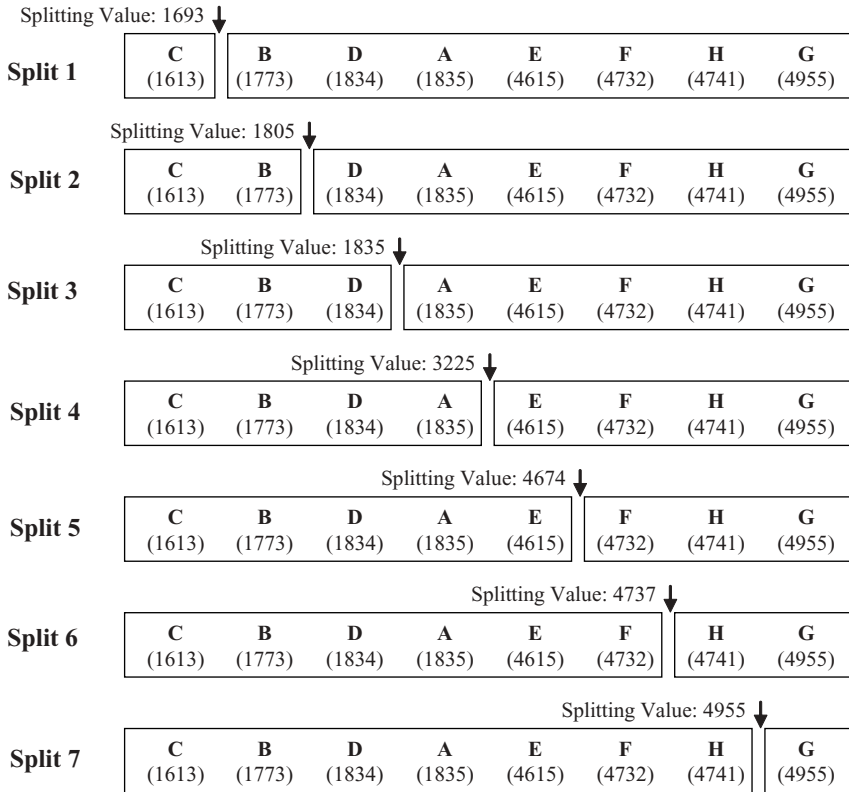 Splitting Value: 1693
Split 1
C B D A E F H G
(1613) (1773) (1834) (1835) (4615) (4732) (4741) (4955)
Splitting Value: 1805
Split 2
C B D A E F H G
(1613) (1773) (1834) (1835) (4615) (4732) (4741) (4955)
Splitting Value: 1835
Split 3
C B D A E F H G
(1613) (1773) (1834) (1835) (4615) (4732) (4741) (4955)
Splitting Value: 3225
Split 4
C B D A E F H G
(1613) (1773) (1834) (1835) (4615) (4732) (4741) (4955)
Splitting Value: 4674
Split 5
C B D A E F H G
(1613) (1773) (1834) (1835) (4615) (4732) (4741) (4955)
Splitting Value: 4737
Split 6
C B D A E F H G
(1613) (1773) (1834) (1835) (4615) (4732) (4741) (4955)
Splitting Value: 4955
Split 7
C B D A E F H G
(1613) (1773) (1834) (1835) (4615) (4732) (4741) (4955)